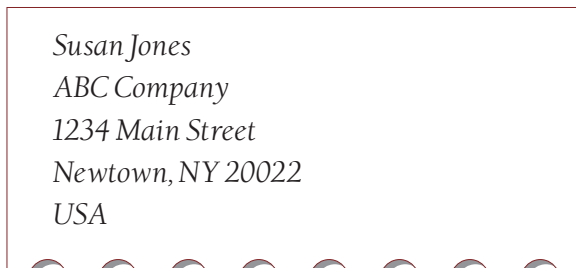 Susan Jones
ABC Company
1234 Main Street
Newtown, NY 20022
USA